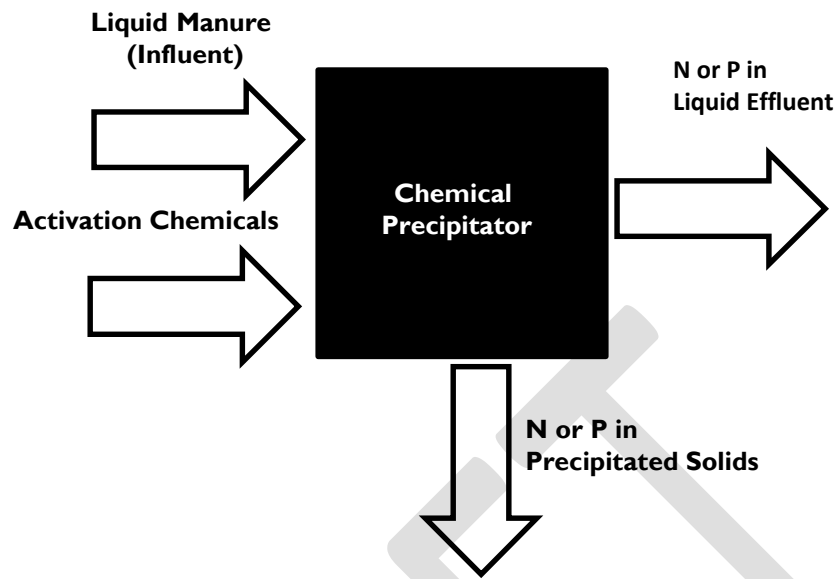 Liquid Manure
(Influent)
N or P in
Liquid Effluent
Chemical
Precipitator
Activation Chemicals
N or P in
Precipitated Solids